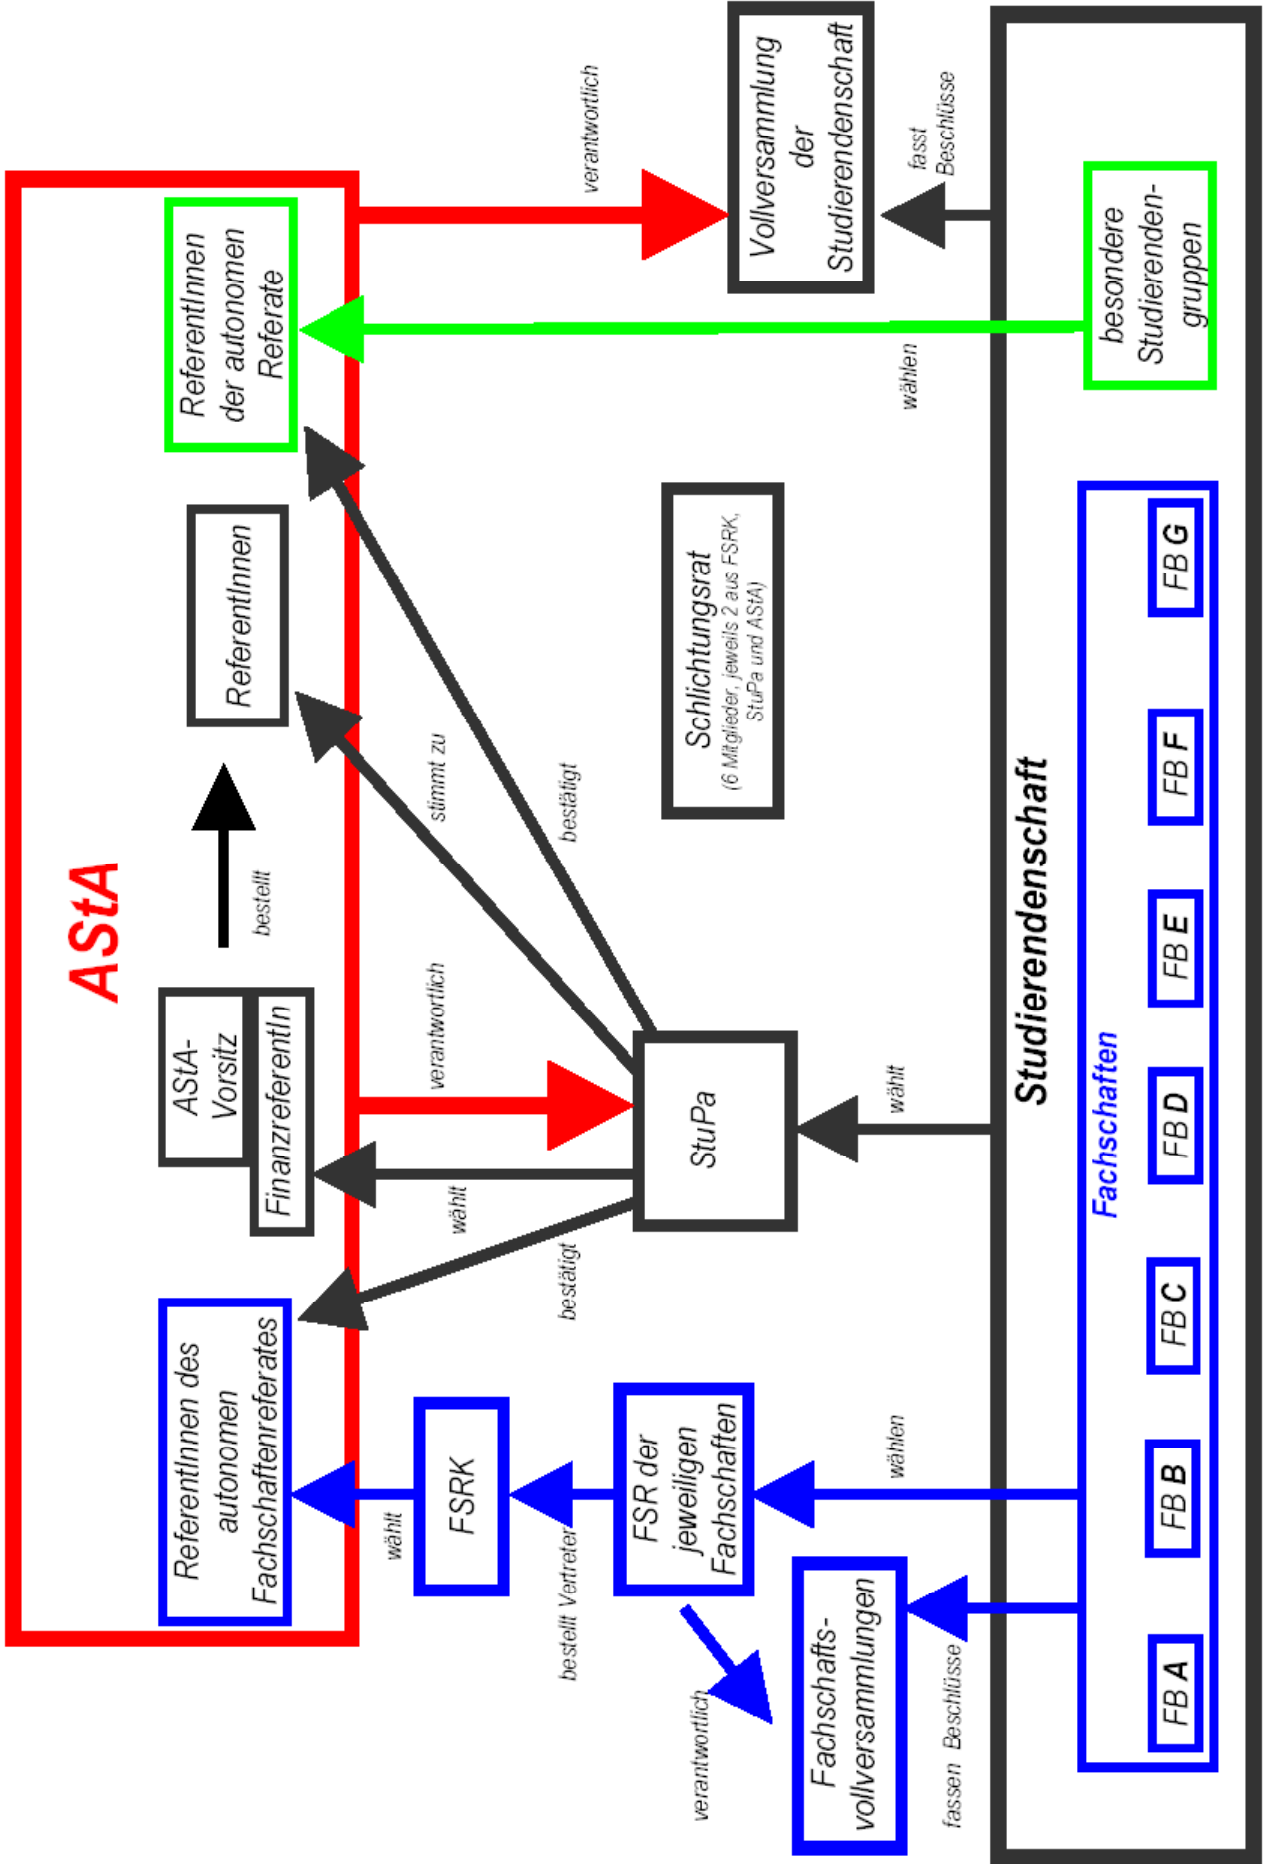 AStA
ReferentInnen des
autonomen
Fachschaftenreferates
AStA-
Vorsitz
FinanzreferentIn
bestellt
ReferentInnen
ReferentInnen
der autonomen
Referate
wählt
FSRK
bestellt Vertreter
FSR der
jeweiligen
Fachschaften
verantwortlich
Fachschafts-
vollversammlungen
fassen Beschlüsse
wählen
bestätigt
wählt
verantwortlich
stimmt zu
bestätigt
StuPa
wählt
Schlichtungsrat
(6 Mitglieder, jeweils 2 aus FSRK,
StuPa und AStA)
verantwortlich
Vollversammlung
der
Studierendenschaft
fasst
Beschlüsse
wählen
Studierendenschaft
Fachschaften
FB A
FB B
FB C
FB D
FB E
FB F
FB G
besondere
Studierenden-
gruppen